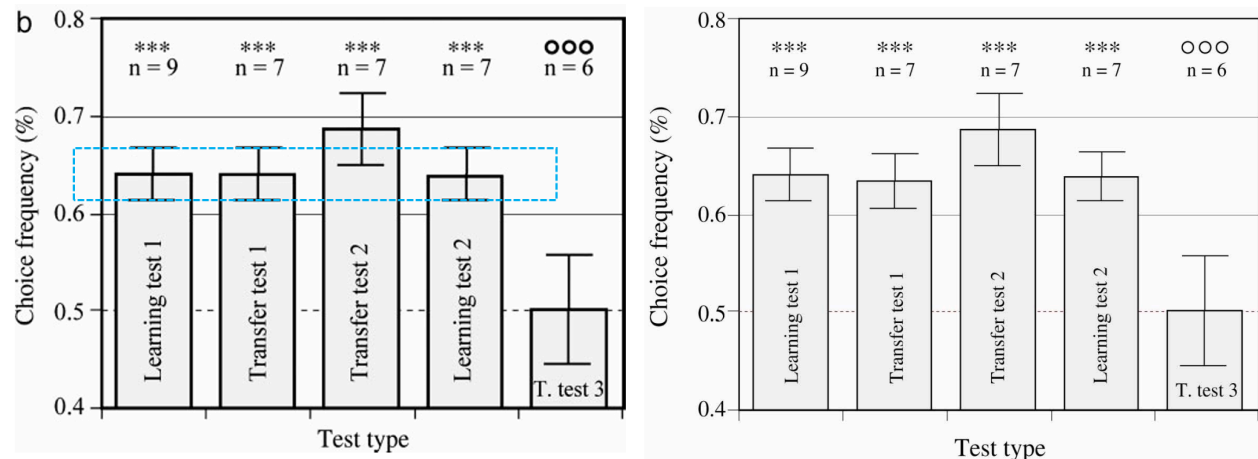 b
Choice frequency (%)
0.8
0.7
0.6
0.5
0.4
*** *** *** *** ○○○
n = 9 n = 7 n = 7 n = 7 n = 6
Learning test 1
Transfer test 1
Transfer test 2
Learning test 2
T. test 3
Test type
Choice frequency (%)
0.8
0.7
0.6
0.5
0.4
*** *** *** *** ○○○
n = 9 n = 7 n = 7 n = 7 n = 6
Learning test 1
Transfer test 1
Transfer test 2
Learning test 2
T. test 3
Test type